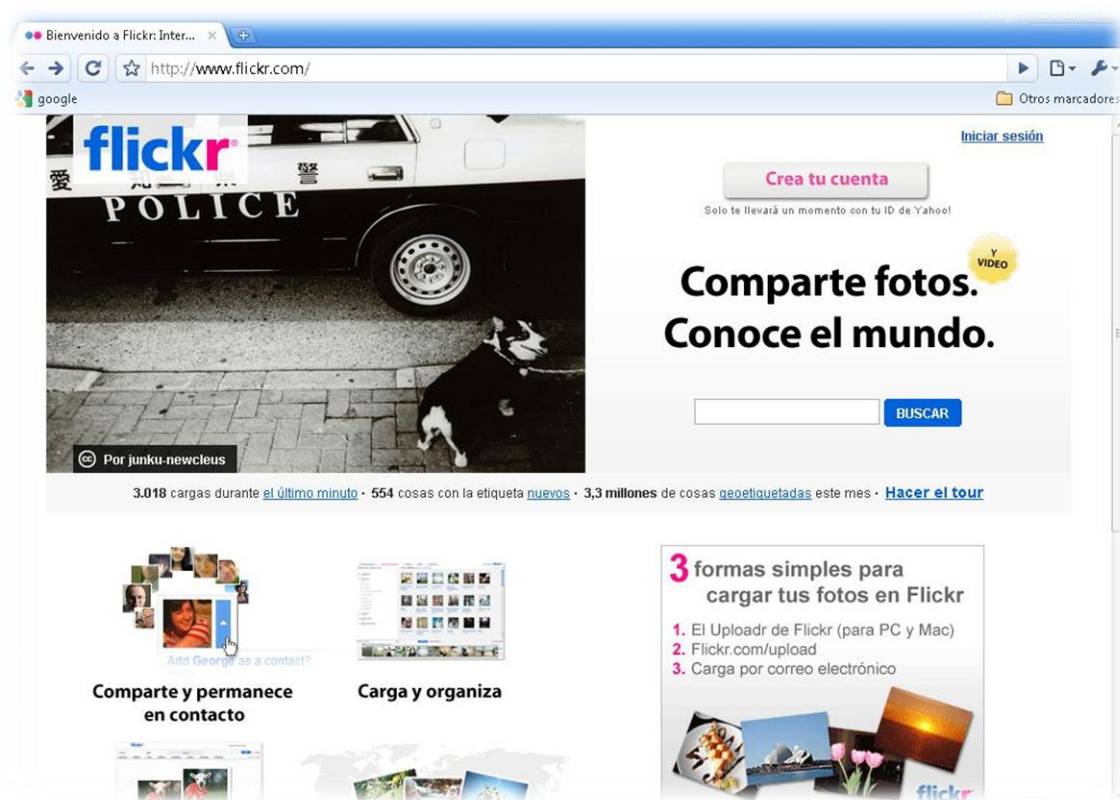 Bienvenido a Flickr: Inter...
http://www.flickr.com/
google
Otros marcadores
flickr
Iniciar sesión
愛 知 県 警
POLICE
Crea tu cuenta
Solo te llevará un momento con tu ID de Yahoo!
Y
VIDEO
Comparte fotos.
Conoce el mundo.
BUSCAR
Por junku-newcleus
3.018 cargas durante el último minuto · 554 cosas con la etiqueta nuevos · 3,3 millones de cosas geoetiquetadas este mes · Hacer el tour
Add George as a contact?
Comparte y permanece
en contacto
Carga y organiza
3 formas simples para
cargar tus fotos en Flickr
1. El Uploadr de Flickr (para PC y Mac)
2. Flickr.com/upload
3. Carga por correo electrónico
flickr
flickr